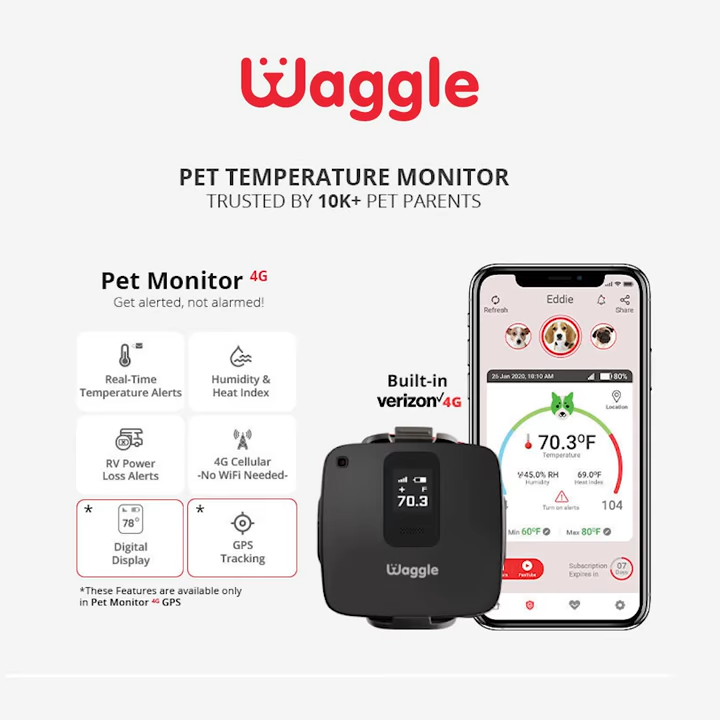 Waggle
PET TEMPERATURE MONITOR
TRUSTED BY 10K+ PET PARENTS
Pet Monitor 4G
Get alerted, not alarmed!
Real-Time
Temperature Alerts
Humidity &
Heat Index
RV Power
Loss Alerts
4G Cellular
-No WiFi Needed-
*
78°
Digital
Display
*
GPS
Tracking
*These Features are available only
in Pet Monitor 4G GPS
Built-in
verizon✓4G
F
70.3
Waggle
Refresh
Eddie
Share
26 Jan 2020, 18:10 AM
80%
Location
70.3°F
Temperature
45.0% RH
Humidity
69.0°F
Heat Index
Turn on alerts
104
Min 60°F
Max 80°F
YouTube
Subscription
Expires in
07
Days